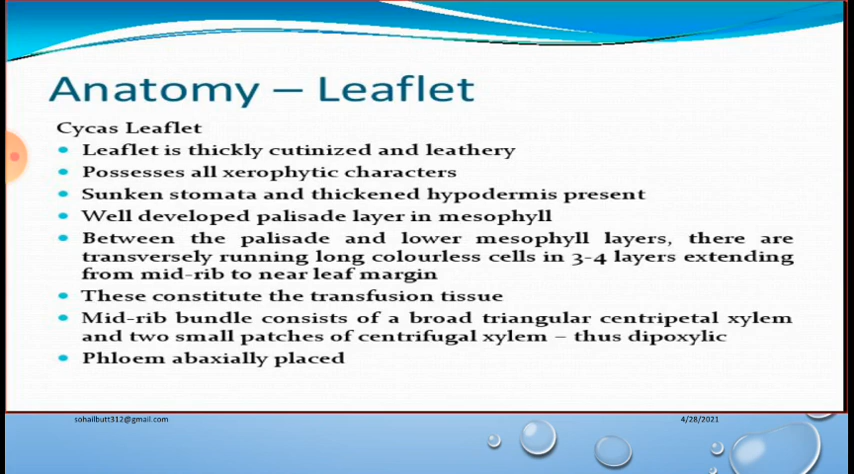 Anatomy – Leaflet
Cycas Leaflet
• Leaflet is thickly cutinized and leathery
• Possesses all xerophytic characters
• Sunken stomata and thickened hypodermis present
• Well developed palisade layer in mesophyll
• Between the palisade and lower mesophyll layers, there are
transversely running long colourless cells in 3-4 layers extending
from mid-rib to near leaf margin
• These constitute the transfusion tissue
• Mid-rib bundle consists of a broad triangular centripetal xylem
and two small patches of centrifugal xylem – thus dipoxylic
• Phloem abaxially placed
sohailbutt312@gmail.com
4/28/2021